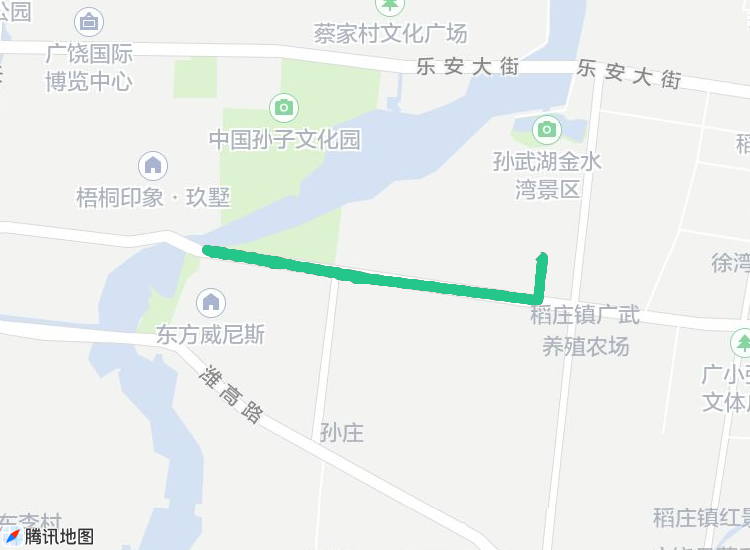 公园
蔡家村文化广场
广饶国际
博览中心
乐安大街
乐安大街
中国孙子文化园
稻
孙武湖金水
湾景区
梧桐印象·玖墅
徐湾
稻庄镇广武
养殖农场
东方威尼斯
广小张
文体广
潍高路
孙庄
东李村
稻庄镇红景
腾讯地图